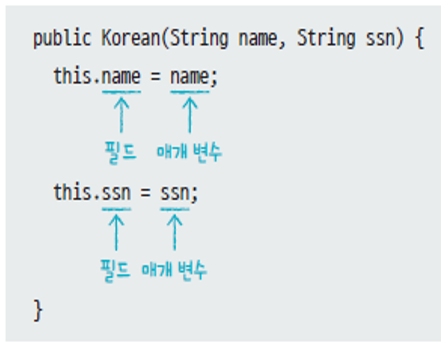 public Korean(String name, String ssn) {
this.name = name;
필드 매개 변수
this.ssn = ssn;
필드 매개 변수
}